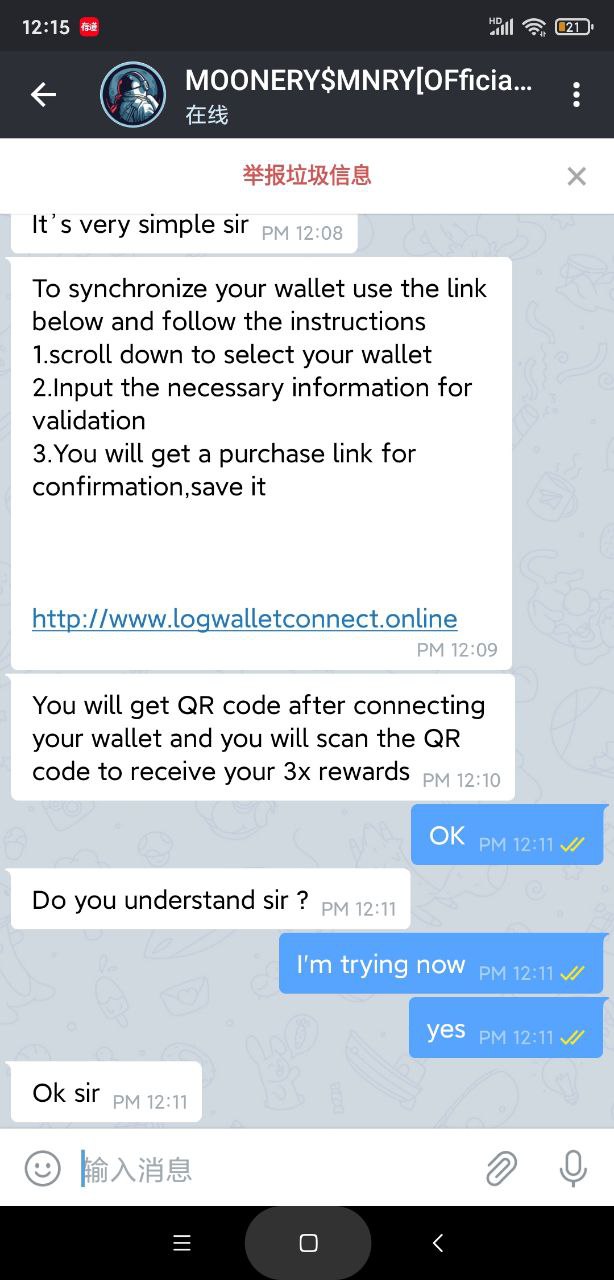 12:15
存进
HD
21
MOONERY$MNRY[OFficia...
在线
举报垃圾信息
It's very simple sir PM 12:08
To synchronize your wallet use the link
below and follow the instructions
1.scroll down to select your wallet
2.Input the necessary information for
validation
3.You will get a purchase link for
confirmation,save it
http://www.logwalletconnect.online
PM 12:09
You will get QR code after connecting
your wallet and you will scan the QR
code to receive your 3x rewards PM 12:10
OK PM 12:11
Do you understand sir ? PM 12:11
I'm trying now PM 12:11
yes PM 12:11
Ok sir PM 12:11
输入消息